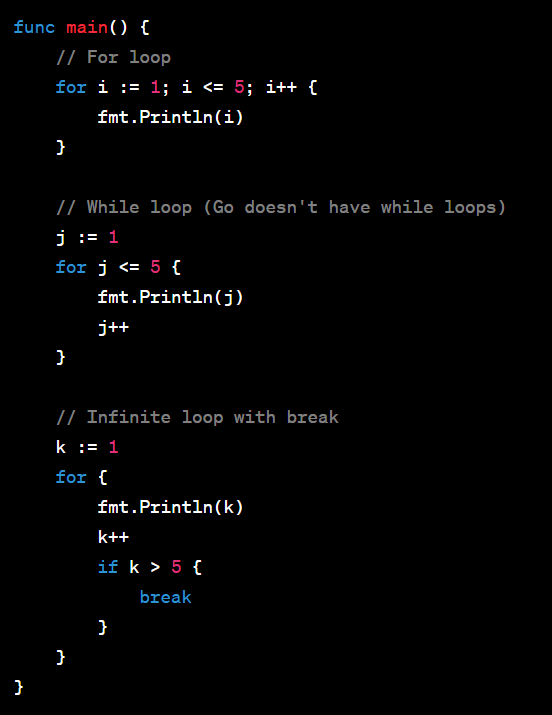 func main() {
    // For loop
    for i := 1; i <= 5; i++ {
        fmt.Println(i)
    }

    // While loop (Go doesn't have while loops)
    j := 1
    for j <= 5 {
        fmt.Println(j)
        j++
    }

    // Infinite loop with break
    k := 1
    for {
        fmt.Println(k)
        k++
        if k > 5 {
            break
        }
    }
}